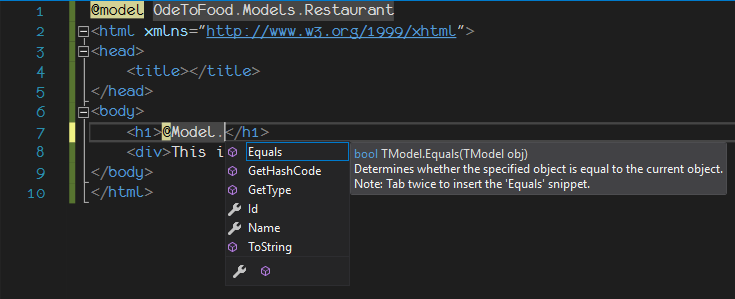 1 @model OdeToFood.Models.Restaurant
2 <html xmlns="http://www.w3.org/1999/xhtml">
3 <head>
4 <title></title>
5 </head>
6 <body>
7 <h1>@Model.</h1>
8 <div>This i
9 </body>
10 </html>
Equals
GetHashCode
GetType
Id
Name
ToString
bool TModel.Equals(TModel obj)
Determines whether the specified object is equal to the current object.
Note: Tab twice to insert the 'Equals' snippet.